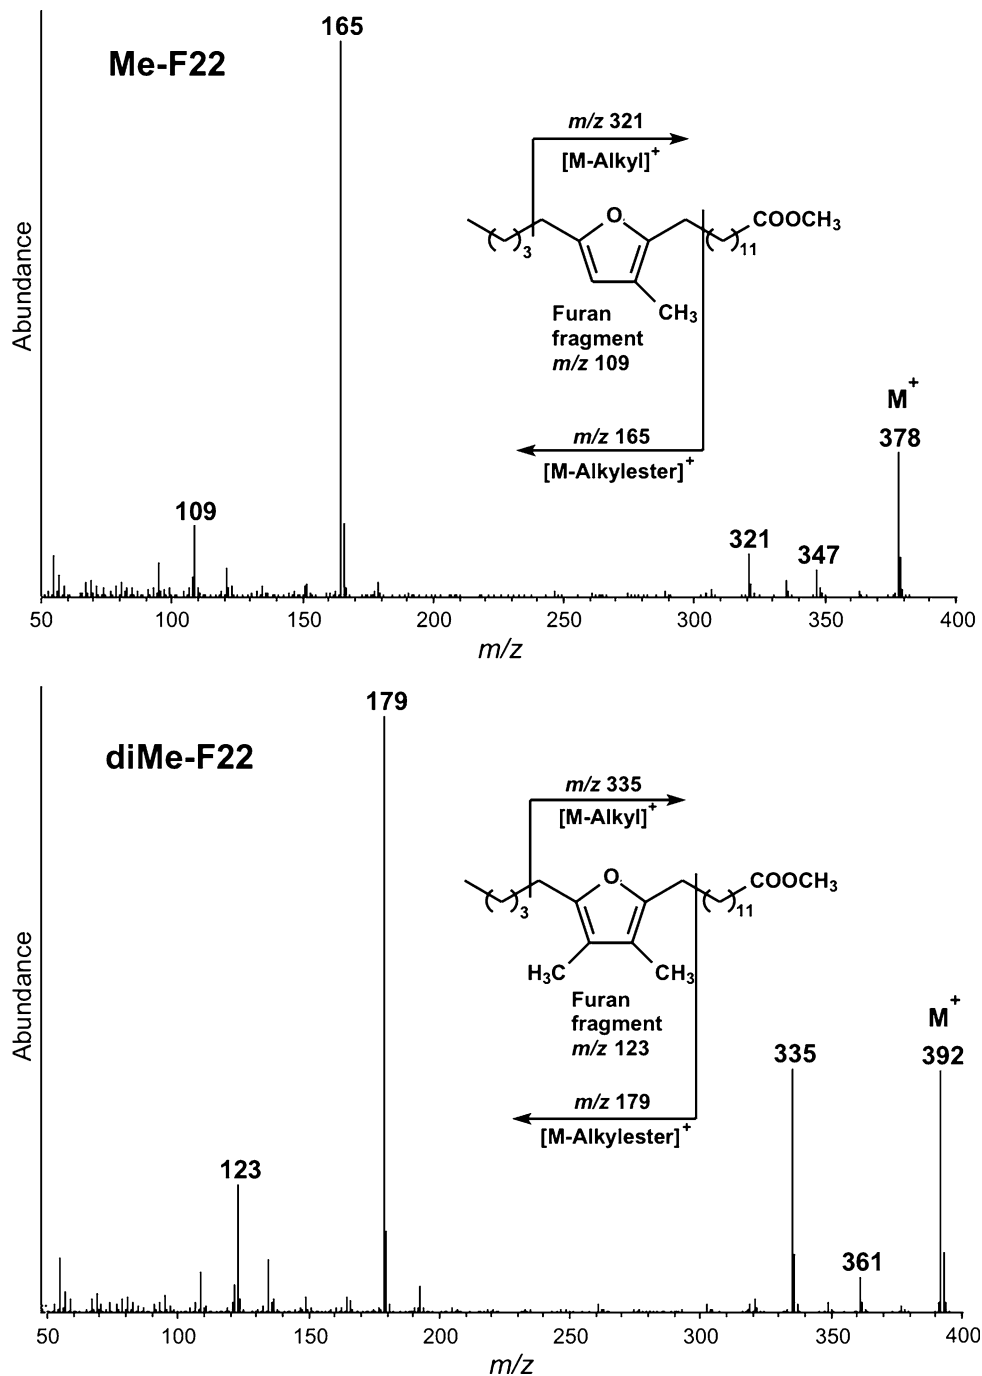 165
Me-F22
m/z 321
[M-Alkyl]+
O
COOCH3
3
11
CH3
Furan
fragment
m/z 109
M+
m/z 165
378
[M-Alkylester]+
109
321
347
Abundance
50 100 150 200 250 300 350 400
m/z
179
diMe-F22
m/z 335
[M-Alkyl]+
O
COOCH3
3
11
H3C
CH3
Furan
fragment
m/z 123
M+
335
392
m/z 179
[M-Alkylester]+
123
361
Abundance
50 100 150 200 250 300 350 400
m/z